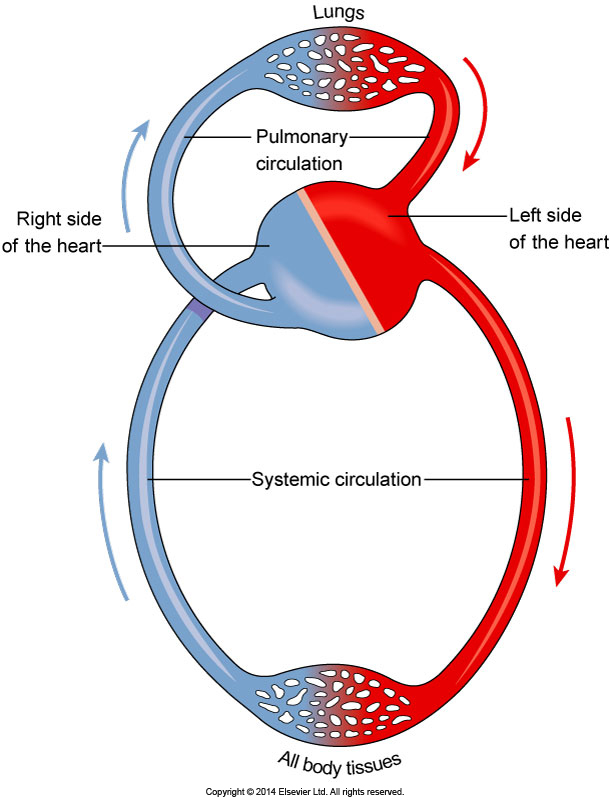 Lungs
Pulmonary
circulation
Right side
of the heart
Left side
of the heart
Systemic circulation
All body tissues
Copyright © 2014 Elsevier Ltd. All rights reserved.